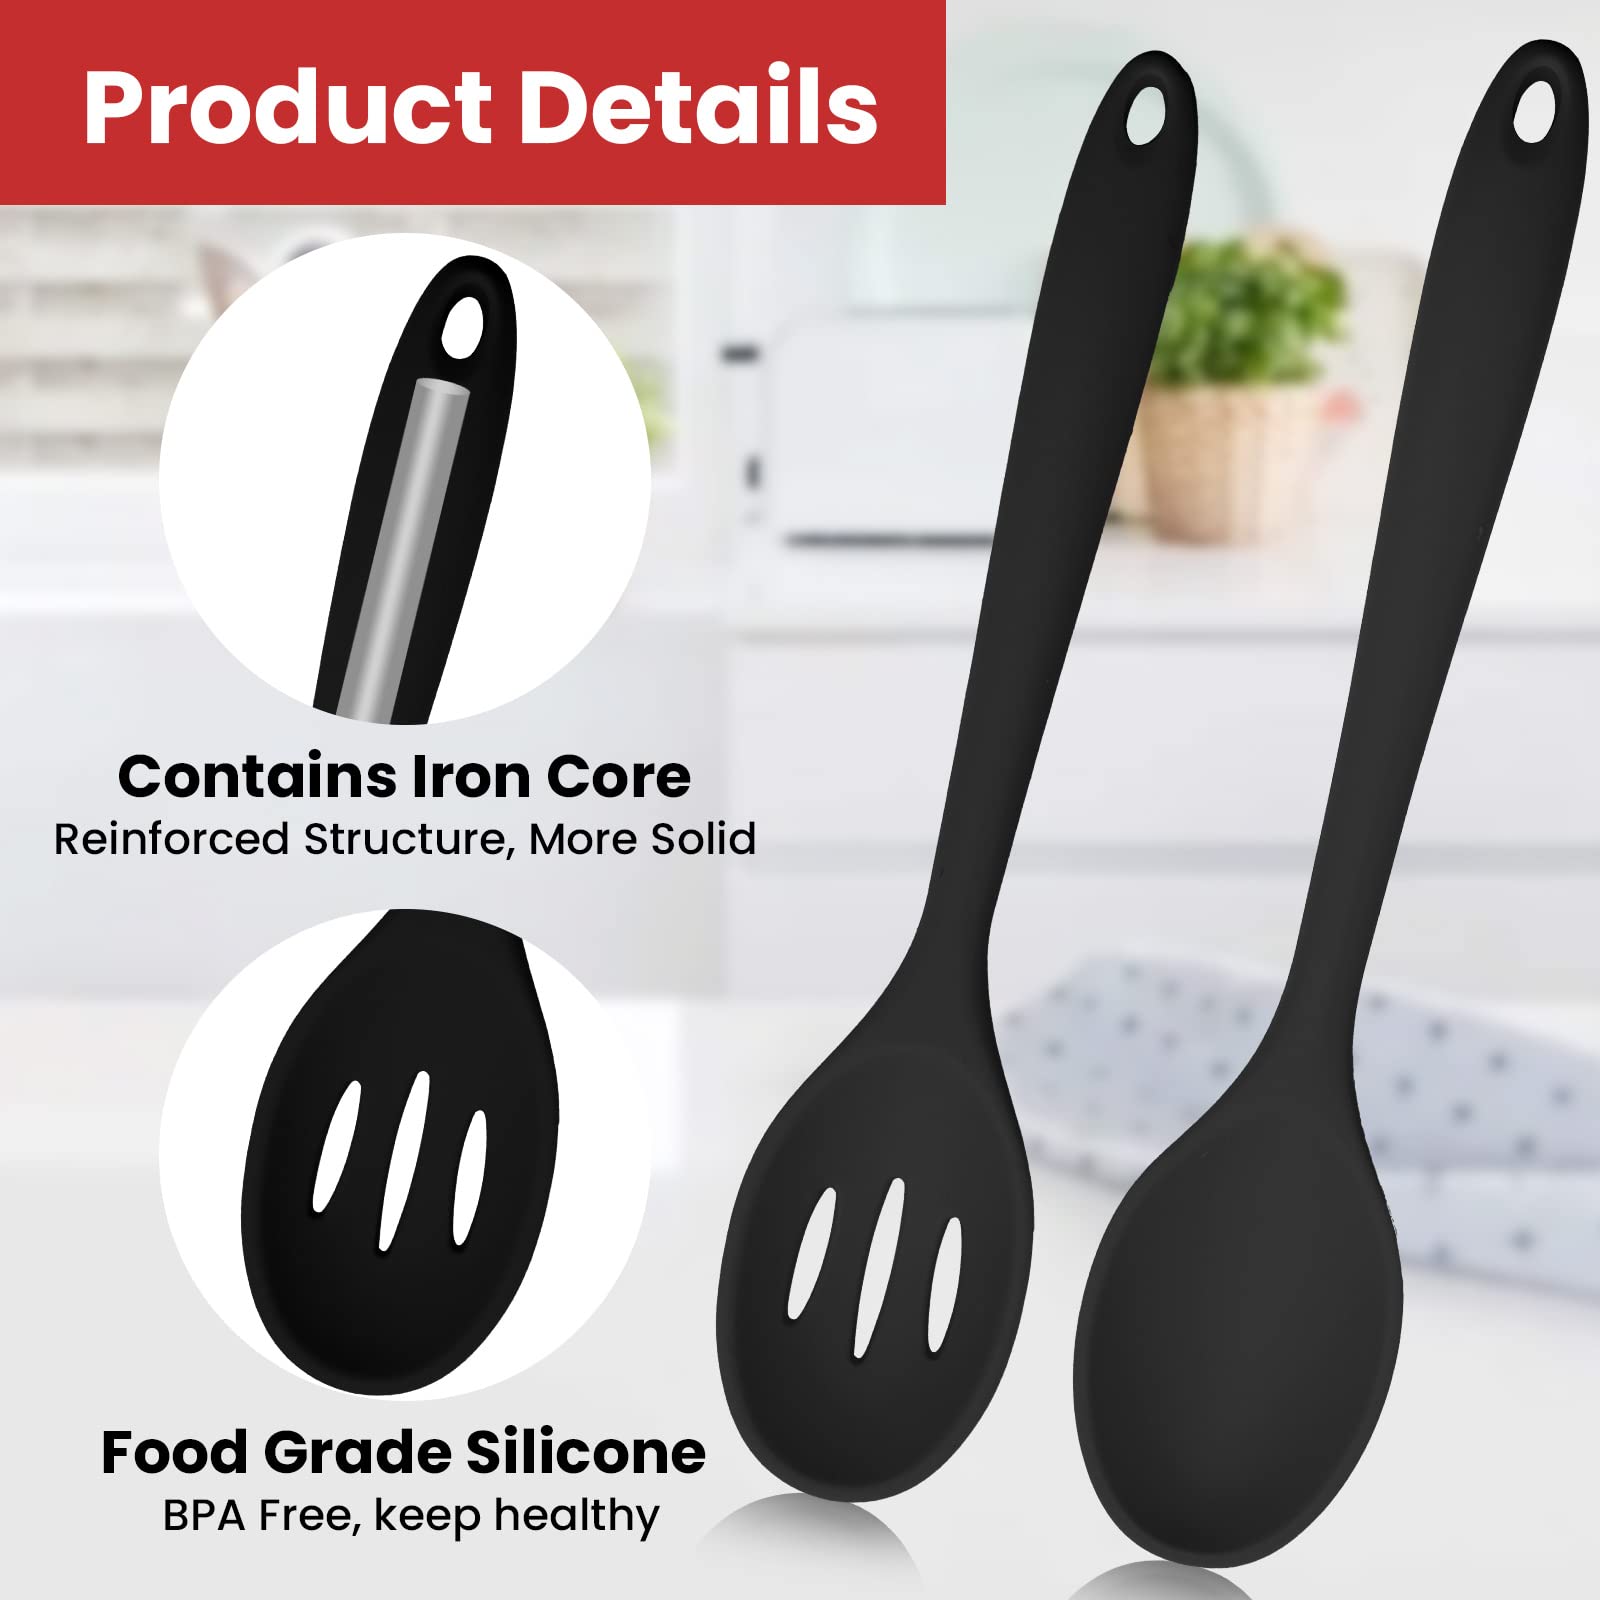 Product Details
Contains Iron Core
Reinforced Structure, More Solid
Food Grade Silicone
BPA Free, keep healthy